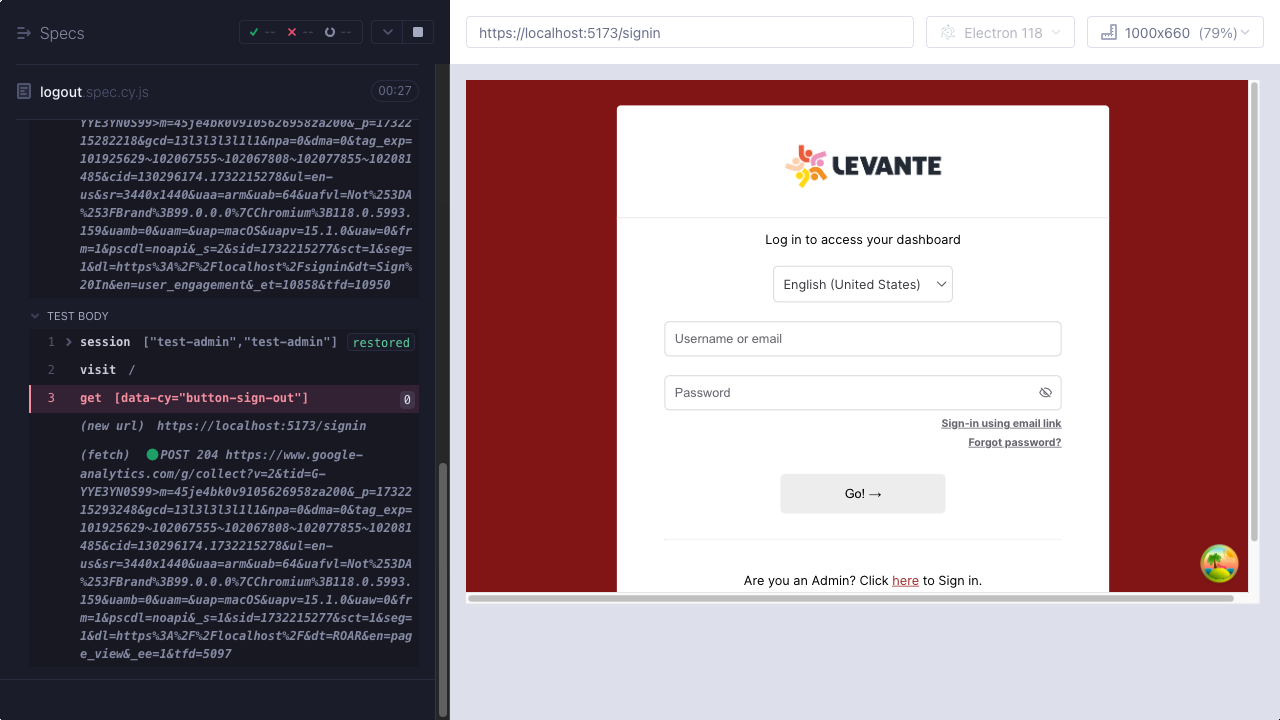 Specs
--
--
--
https://localhost:5173/signin
Electron 118
1000x660 (79%)
logout.spec.cy.js
00:27
YYE3YN0S99>m=45je4bk0v9105626958za200&_p=17322
15282218&gcd=13l3l3l3l1l1&npa=0&dma=0&tag_exp=
101925629~102067555~102067808~102077855~102081
485&cid=130296174.1732215278&ul=en-
us&sr=3440x1440&uaa=arm&uab=64&uafvl=Not%253DA
%253FBrand%3B99.0.0.0%7CChromium%3B118.0.5993.
159&uamb=0&uam=&uap=macOS&uapv=15.1.0&uaw=0&fr
m=1&pscdl=noapi&_s=2&sid=1732215277&sct=1&seg=
1&dl=https%3A%2F%2Flocalhost%2Fsignin&dt=Sign%
20In&en=user_engagement&_et=10858&tfd=10950
TEST BODY
1 session ["test-admin","test-admin"] restored
2 visit /
3 get [data-cy="button-sign-out"] 0
(new url) https://localhost:5173/signin
(fetch) POST 204 https://www.google-
analytics.com/g/collect?v=2&tid=G-
YYE3YN0S99>m=45je4bk0v9105626958za200&_p=17322
15293248&gcd=13l3l3l3l1l1&npa=0&dma=0&tag_exp=
101925629~102067555~102067808~102077855~102081
485&cid=130296174.1732215278&ul=en-
us&sr=3440x1440&uaa=arm&uab=64&uafvl=Not%253DA
%253FBrand%3B99.0.0.0%7CChromium%3B118.0.5993.
159&uamb=0&uam=&uap=macOS&uapv=15.1.0&uaw=0&fr
m=1&pscdl=noapi&_s=1&sid=1732215277&sct=1&seg=
1&dl=https%3A%2F%2Flocalhost%2F&dt=ROAR&en=pag
e_view&_ee=1&tfd=5097
LEVANTE
Log in to access your dashboard
English (United States)
Username or email
Password
Sign-in using email link
Forgot password?
Go! →
Are you an Admin? Click here to Sign in.